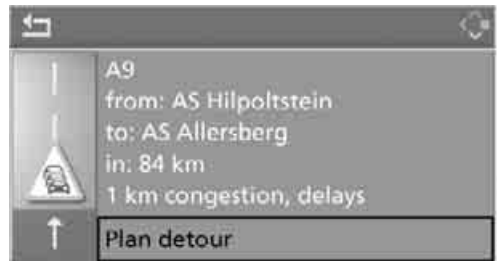 A9
from: AS Hilpoltstein
to: AS Allersberg
in: 84 km
1 km congestion, delays
Plan detour